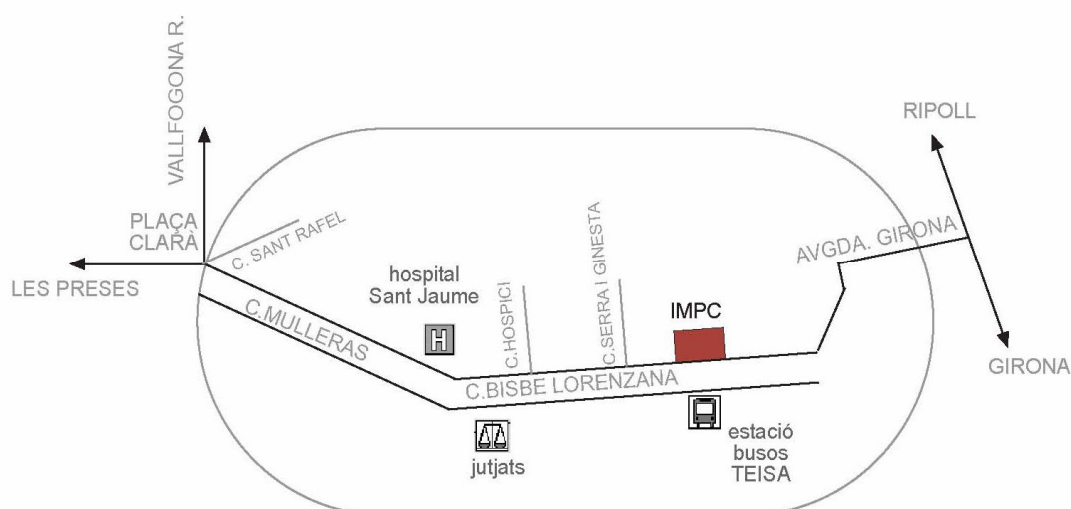 VALLFOGONA R.
RIPOLL
PLAÇA
CLARÀ
C. SANT RAFEL
AVGDA. GIRONA
LES PRESES
hospital
Sant Jaume
H
C.HOSPICI
C.SERRA I GINESTA
IMPC
C.MULLERAS
GIRONA
C.BISBE LORENZANA
jutjats
estació
busos
TEISA